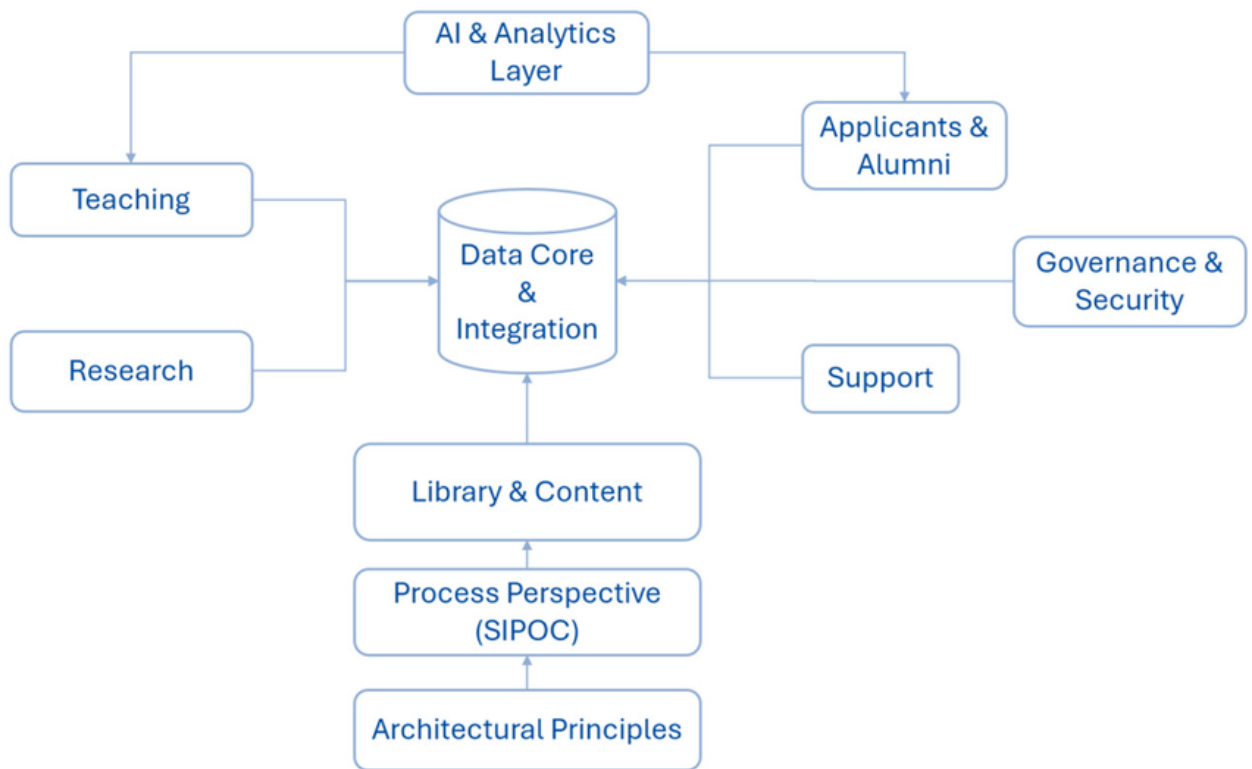 AI & Analytics
Layer
Applicants &
Alumni
Teaching
Data Core
&
Integration
Governance &
Security
Research
Support
Library & Content
Process Perspective
(SIPOC)
Architectural Principles